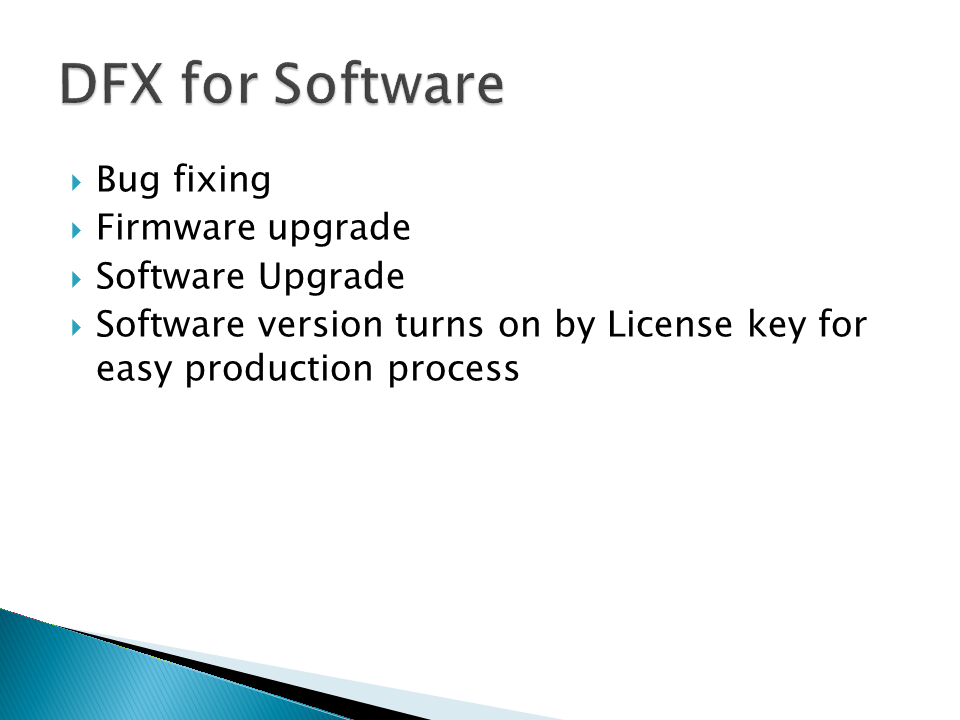 DFX for Software
Bug fixing
Firmware upgrade
Software Upgrade
Software version turns on by License key for
easy production process